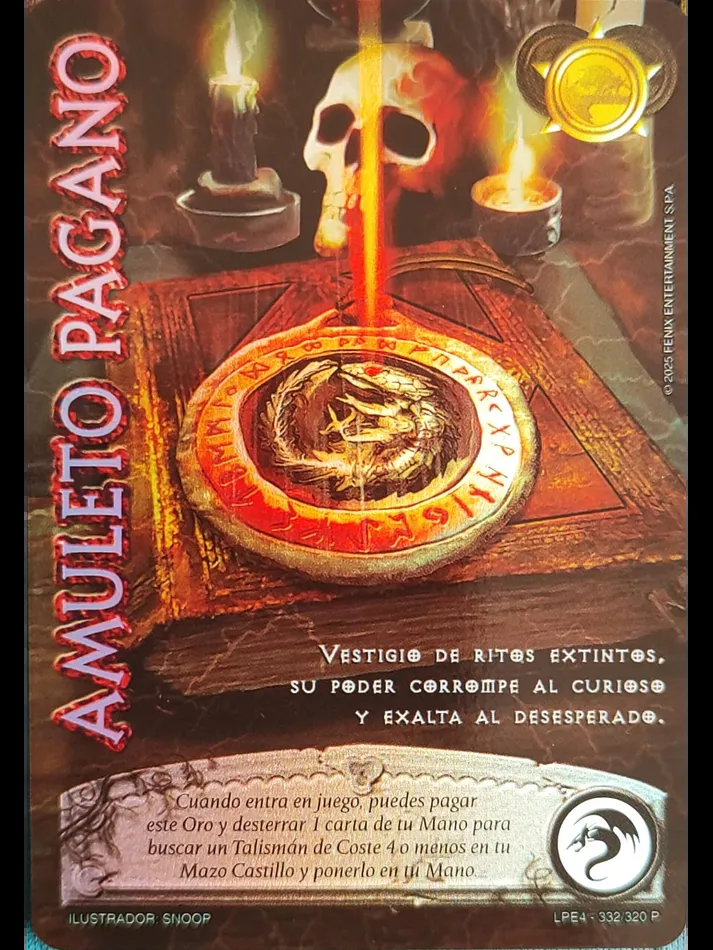 AMULETO PAGANO
© 2025 FENIX ENTERTAINMENT S.P.A.
VESTIGIO DE RITOS EXTINTOS,
SU PODER CORROMPE AL CURIOSO
Y EXALTA AL DESESPERADO.
Cuando entra en juego, puedes pagar
este Oro y desterrar 1 carta de tu Mano para
buscar un Talismán de Coste 4 o menos en tu
Mazo Castillo y ponerlo en tu Mano.
ILUSTRADOR: SNOOP
LPE4 - 332/320 P